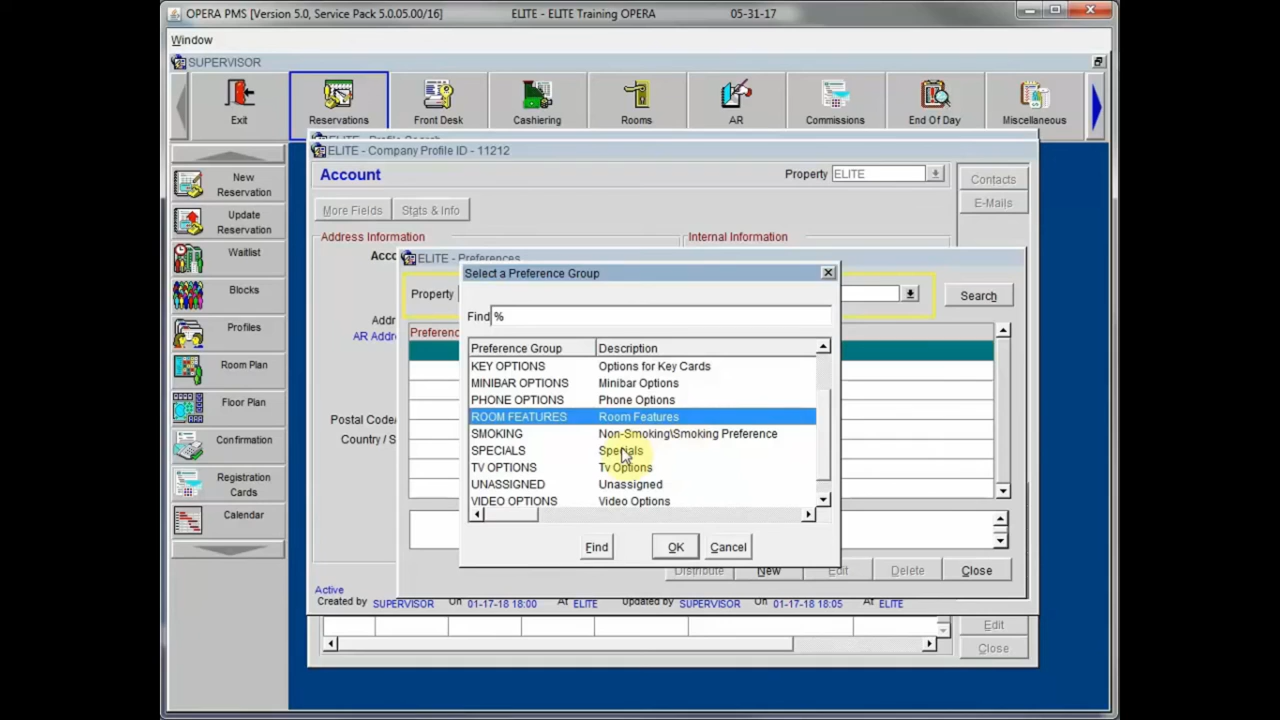 OPERA PMS [Version 5.0, Service Pack 5.0.05.00/16] ELITE - ELITE Training OPERA 05-31-17
Window
SUPERVISOR
Exit Reservations Front Desk Cashiering Rooms AR Commissions End Of Day Miscellaneous
New Reservation
Update Reservation
Waitlist
Blocks
Profiles
Room Plan
Floor Plan
Confirmation
Registration Cards
Calendar
ELITE - Profile Search
ELITE - Company Profile ID - 11212
Account Property ELITE
Contacts
E-Mails
More Fields Stats & Info
Address Information Internal Information
Acc
ELITE - Preferences
Property Search
Addr
AR Addre
Preferenc
Postal Code/
Country / S
Select a Preference Group
Find %
Preference Group Description
KEY OPTIONS Options for Key Cards
MINIBAR OPTIONS Minibar Options
PHONE OPTIONS Phone Options
ROOM FEATURES Room Features
SMOKING Non-Smoking\Smoking Preference
SPECIALS Specials
TV OPTIONS Tv Options
UNASSIGNED Unassigned
VIDEO OPTIONS Video Options
Find OK Cancel
Distribute New Edit Delete Close
Active
Created by SUPERVISOR On 01-17-18 18:00 At ELITE Updated by SUPERVISOR On 01-17-18 18:05 At ELITE
Edit
Close